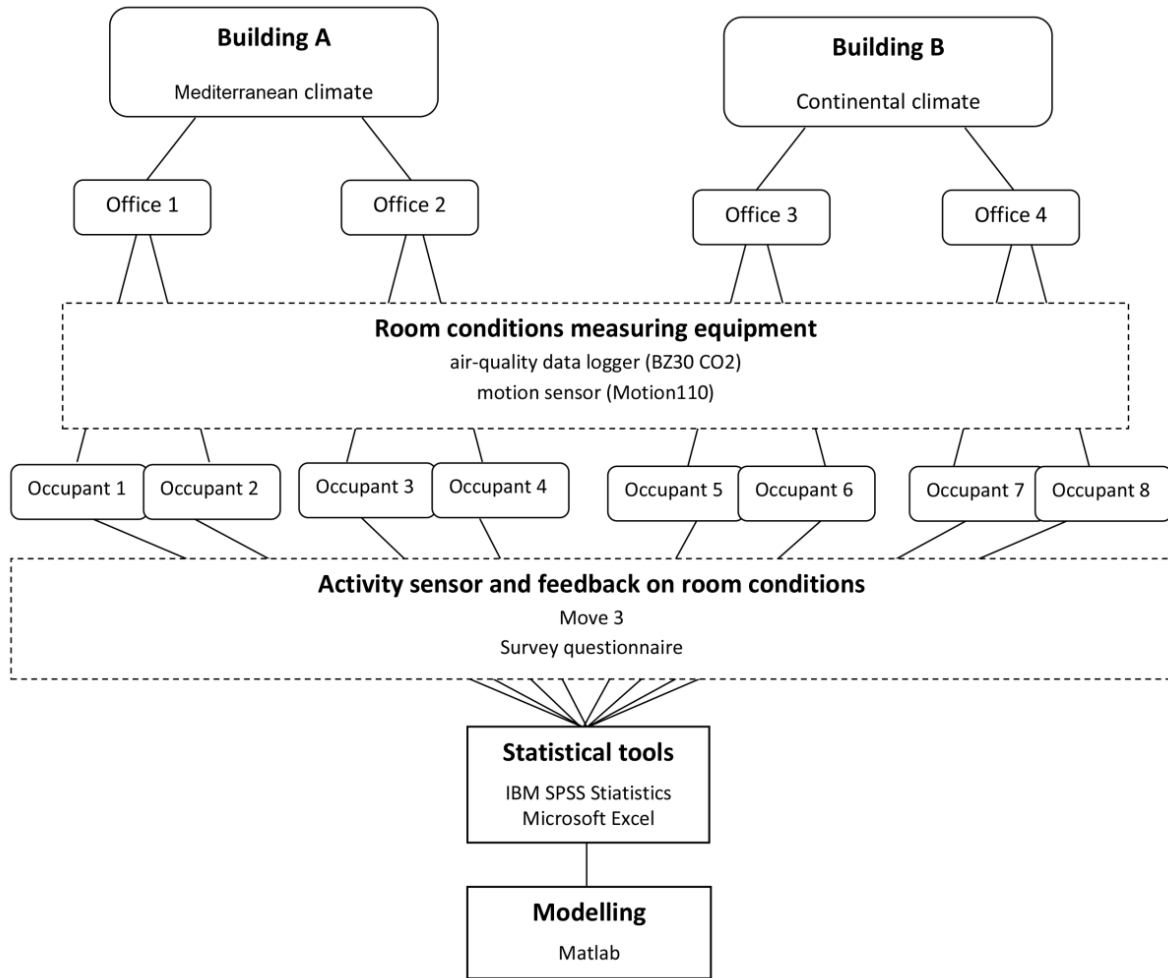 Building A
Mediterranean climate
Building B
Continental climate
Office 1
Office 2
Office 3
Office 4
Room conditions measuring equipment
air-quality data logger (BZ30 CO2)
motion sensor (Motion110)
Occupant 1
Occupant 2
Occupant 3
Occupant 4
Occupant 5
Occupant 6
Occupant 7
Occupant 8
Activity sensor and feedback on room conditions
Move 3
Survey questionnaire
Statistical tools
IBM SPSS Stiatistics
Microsoft Excel
Modelling
Matlab